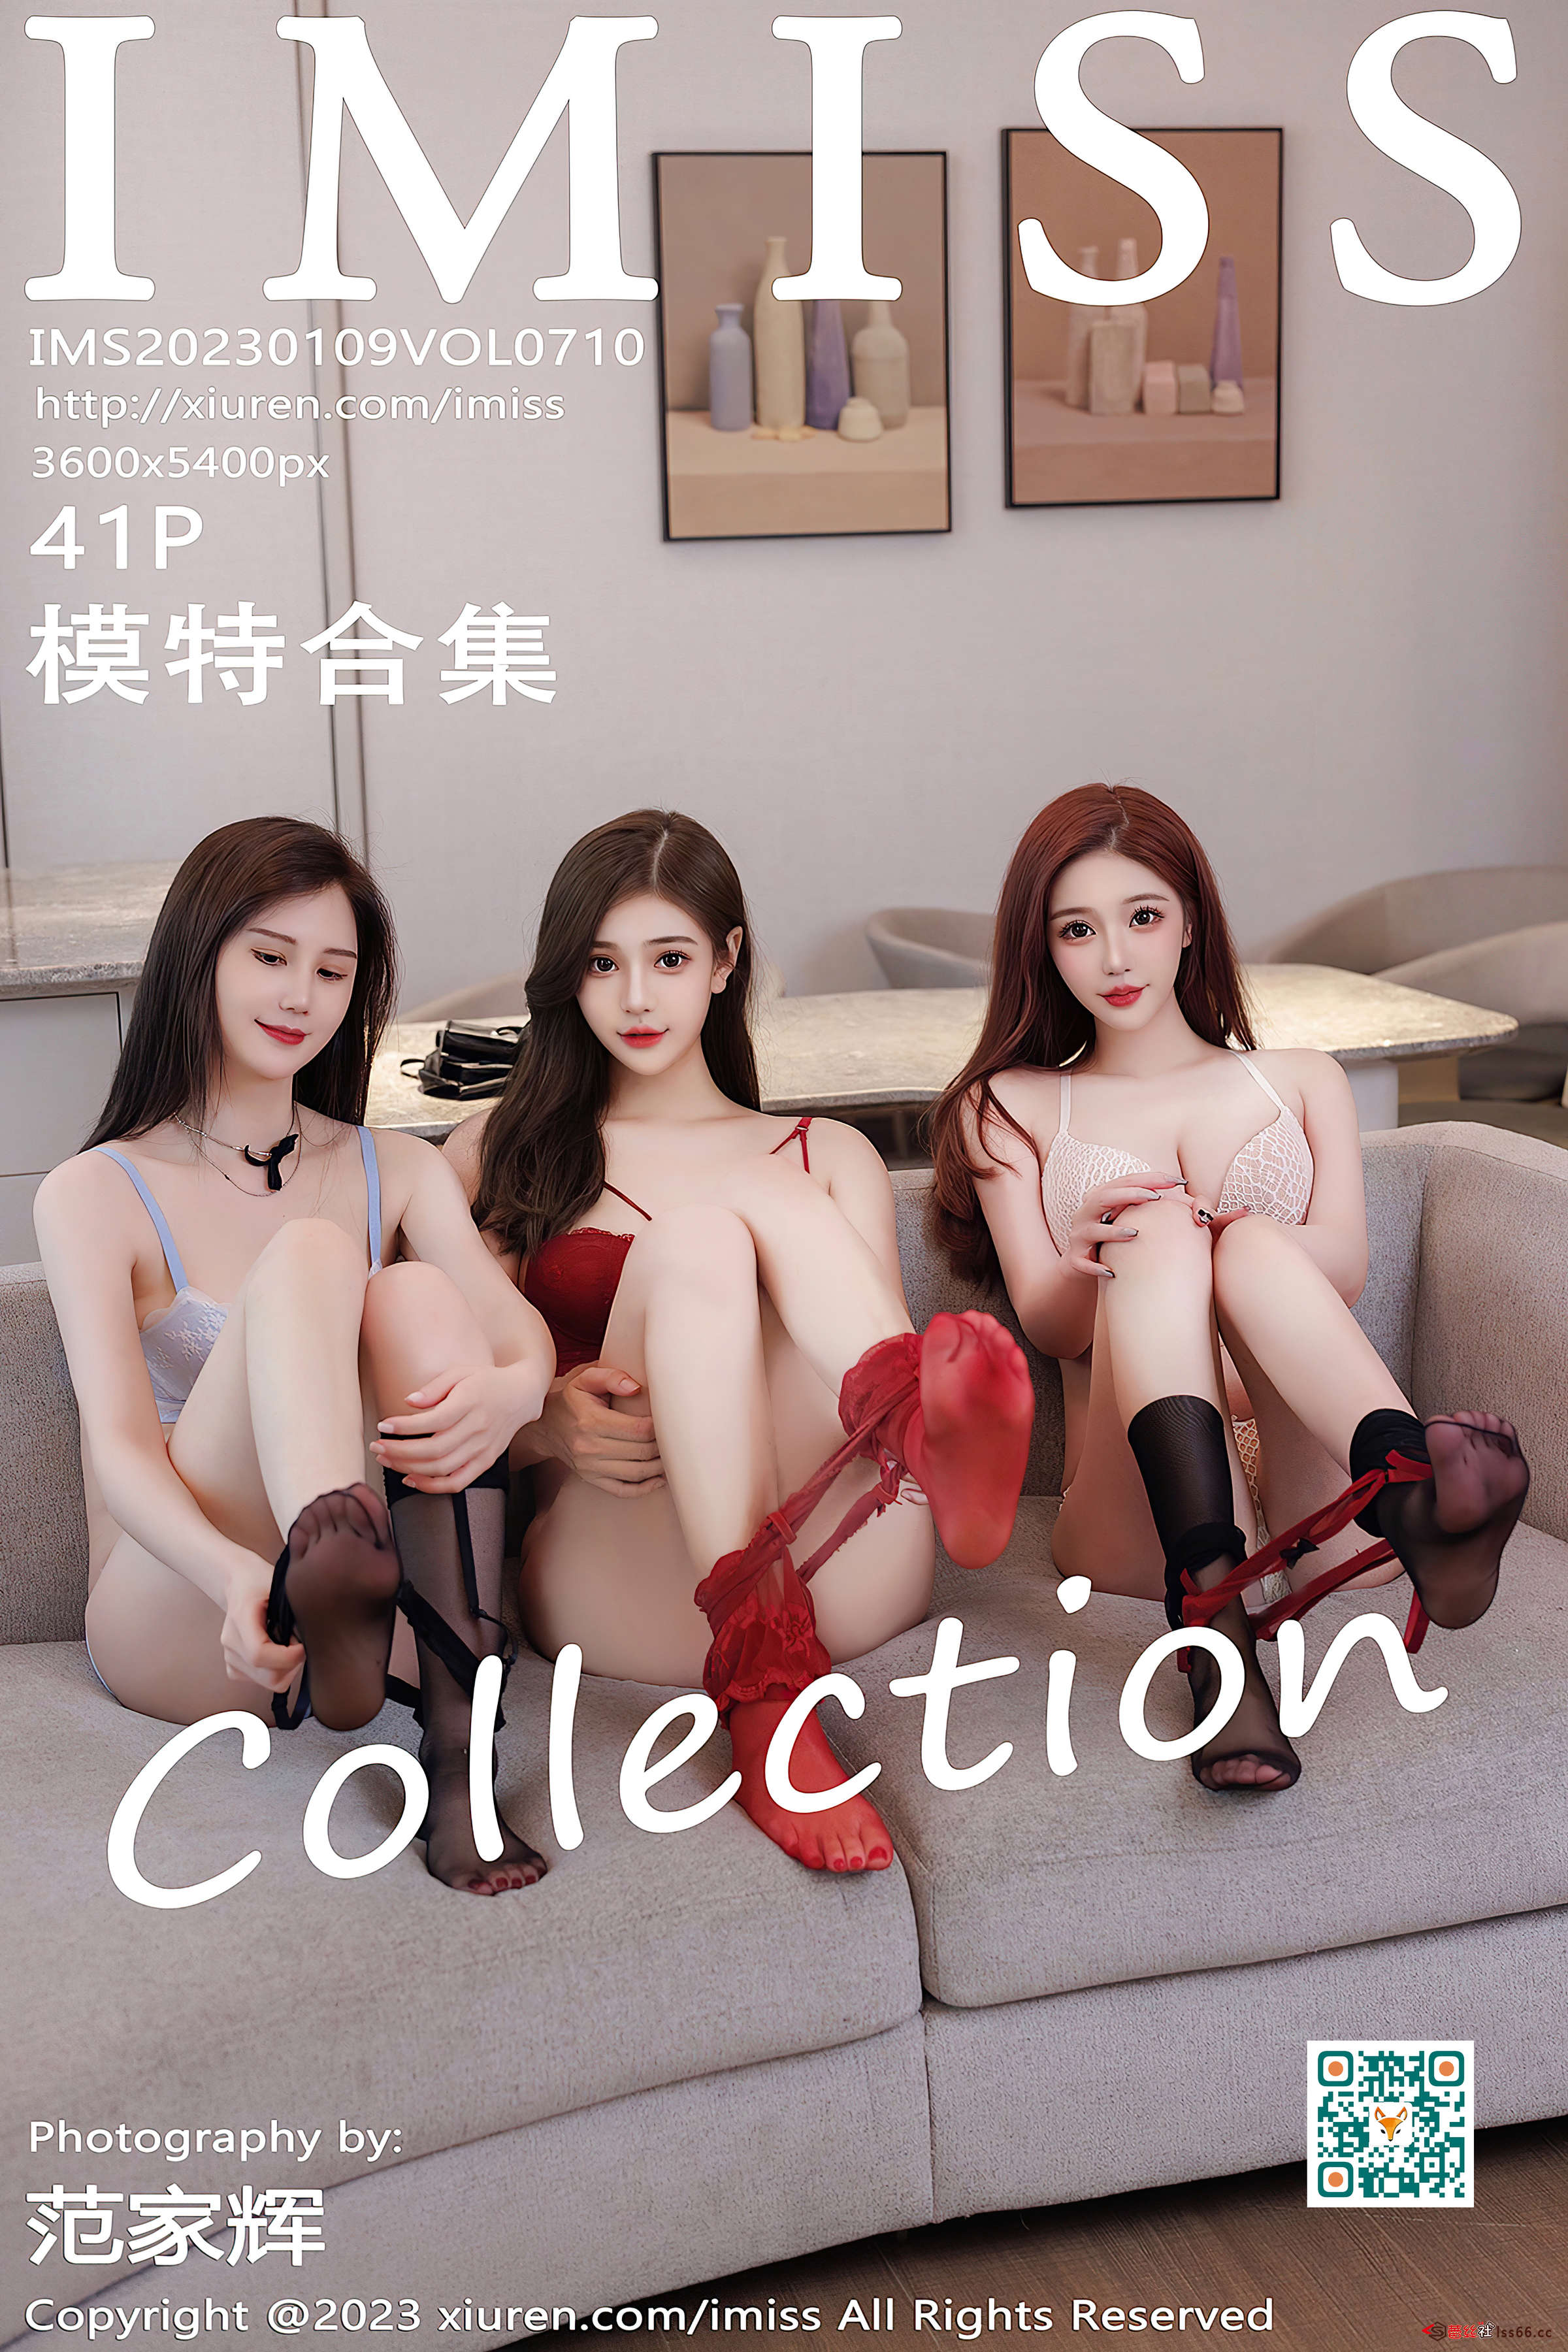 IMISS
IMS20230109VOL0710
http://xiuren.com/imiss
3600x5400px
41P
模特合集
Collection
Photography by:
范家辉
Copyright @2023 xiuren.com/imiss All Rights Reserved
lss66.cc